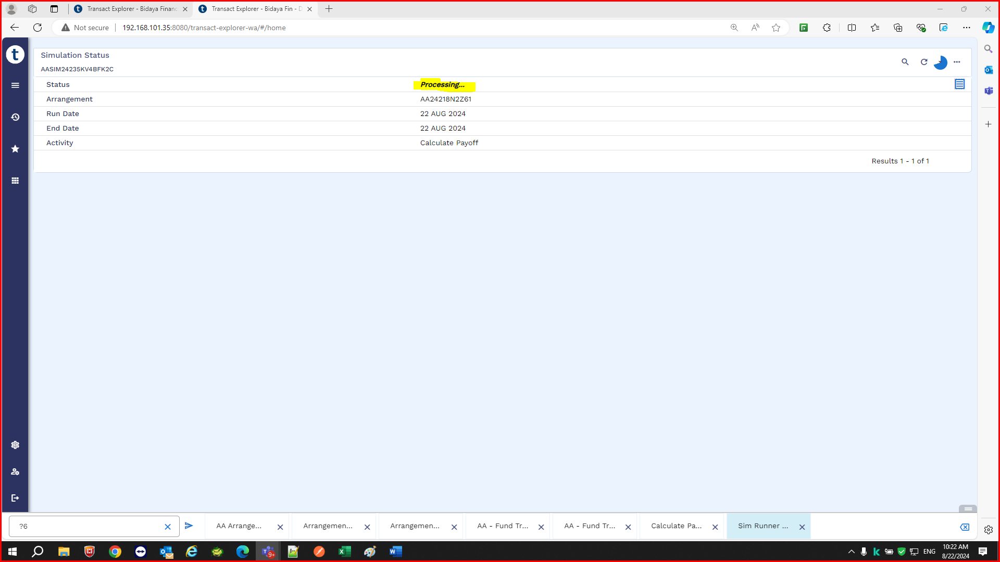 Transact Explorer - Bidaya Financ
Transact Explorer - Bidaya Fin - D
Not secure
192.168.101.35:8080/transact-explorer-wa/#/home
Simulation Status
AASIM24235KV4BFK2C
Status Processing...
Arrangement AA24218N2Z61
Run Date 22 AUG 2024
End Date 22 AUG 2024
Activity Calculate Payoff
Results 1 - 1 of 1
?6
AA Arrange...
Arrangemen...
Arrangemen...
AA - Fund Tr...
AA - Fund Tr...
Calculate Pa...
Sim Runner ...
9+
ENG
10:22 AM
8/22/2024